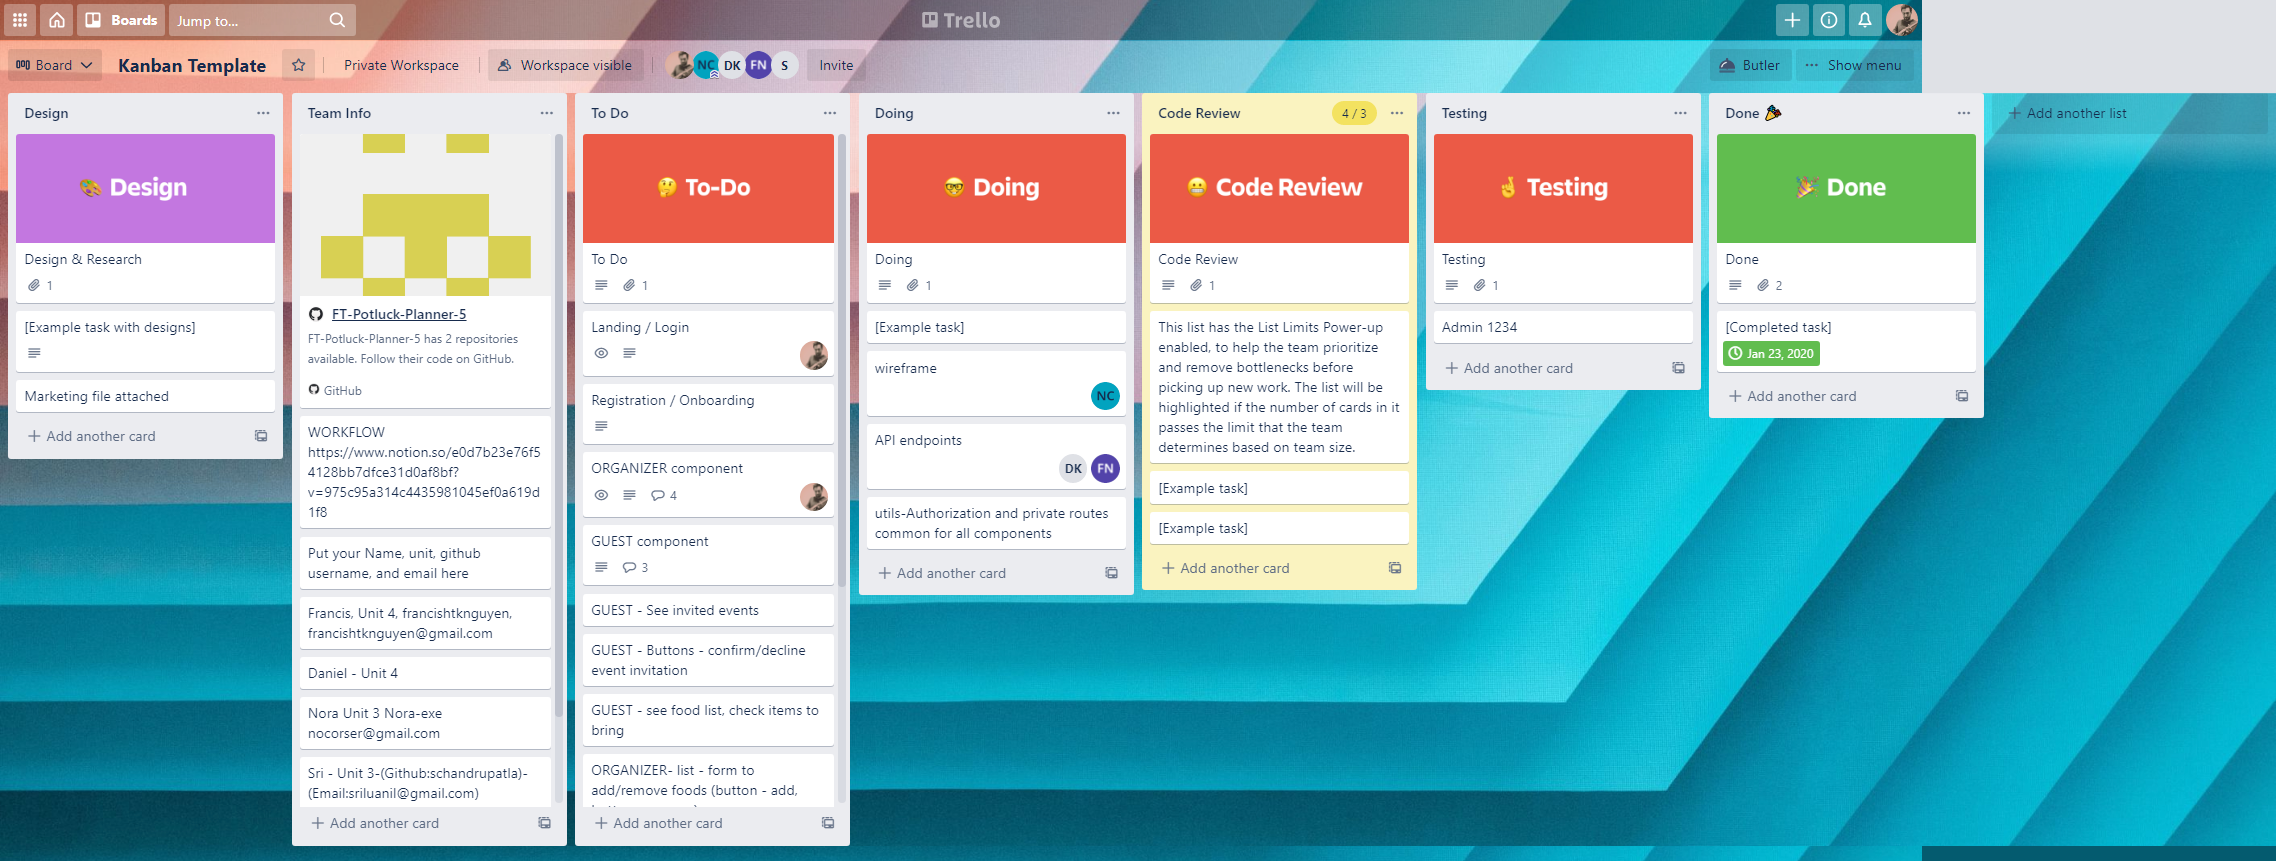 Boards
Jump to...
Trello
Board
Kanban Template
Private Workspace
Workspace visible
NC
DK
FN
S
Invite
Butler
Show menu
Design
Design
Design & Research
1
[Example task with designs]
Marketing file attached
Add another card
Team Info
FT-Potluck-Planner-5
FT-Potluck-Planner-5 has 2 repositories
available. Follow their code on GitHub.
GitHub
WORKFLOW
https://www.notion.so/e0d7b23e76f5
4128bb7dfce31d0af8bf?
v=975c95a314c4435981045ef0a619d
1f8
Put your Name, unit, github
username, and email here
Francis, Unit 4, francishtknguyen,
francishtknguyen@gmail.com
Daniel - Unit 4
Nora Unit 3 Nora-exe
nocorser@gmail.com
Sri - Unit 3-(Github:schandrupatla)-
(Email:sriluanil@gmail.com)
Add another card
To Do
To-Do
To Do
1
Landing / Login
Registration / Onboarding
ORGANIZER component
4
GUEST component
3
GUEST - See invited events
GUEST - Buttons - confirm/decline
event invitation
GUEST - see food list, check items to
bring
ORGANIZER- list - form to
add/remove foods (button - add,
Add another card
Doing
Doing
Doing
1
[Example task]
wireframe
NC
API endpoints
DK
FN
utils-Authorization and private routes
common for all components
Add another card
Code Review
4 / 3
Code Review
Code Review
1
This list has the List Limits Power-up
enabled, to help the team prioritize
and remove bottlenecks before
picking up new work. The list will be
highlighted if the number of cards in it
passes the limit that the team
determines based on team size.
[Example task]
[Example task]
Add another card
Testing
Testing
Testing
1
Admin 1234
Add another card
Done
Done
Done
2
[Completed task]
Jan 23, 2020
Add another card
Add another list